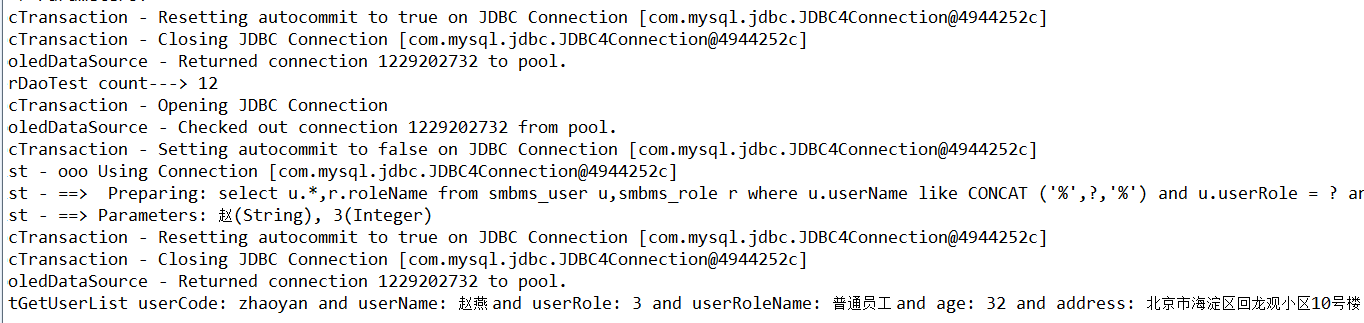 cTransaction - Resetting autocommit to true on JDBC Connection [com.mysql.jdbc.JDBC4Connection@4944252c]
cTransaction - Closing JDBC Connection [com.mysql.jdbc.JDBC4Connection@4944252c]
oledDataSource - Returned connection 1229202732 to pool.
rDaoTest count---> 12
cTransaction - Opening JDBC Connection
oledDataSource - Checked out connection 1229202732 from pool.
cTransaction - Setting autocommit to false on JDBC Connection [com.mysql.jdbc.JDBC4Connection@4944252c]
st - ooo Using Connection [com.mysql.jdbc.JDBC4Connection@4944252c]
st - ==>  Preparing: select u.*,r.roleName from smbms_user u,smbms_role r where u.userName like CONCAT ('%',?,'%') and u.userRole = ? an
st - ==> Parameters: 赵(String), 3(Integer)
cTransaction - Resetting autocommit to true on JDBC Connection [com.mysql.jdbc.JDBC4Connection@4944252c]
cTransaction - Closing JDBC Connection [com.mysql.jdbc.JDBC4Connection@4944252c]
oledDataSource - Returned connection 1229202732 to pool.
tGetUserList userCode: zhaoyan and userName: 赵燕 and userRole: 3 and userRoleName: 普通员工 and age: 32 and address: 北京市海淀区回龙观小区10号楼